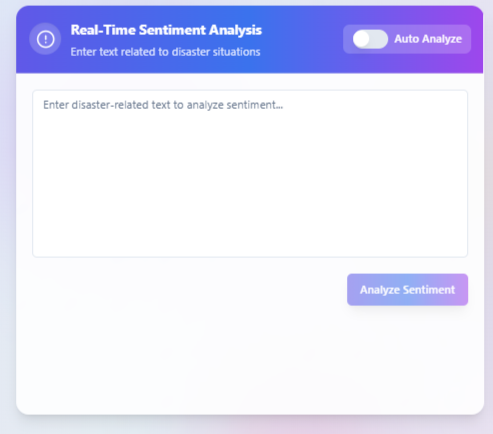 Real-Time Sentiment Analysis
Enter text related to disaster situations
Auto Analyze
Enter disaster-related text to analyze sentiment...
Analyze Sentiment